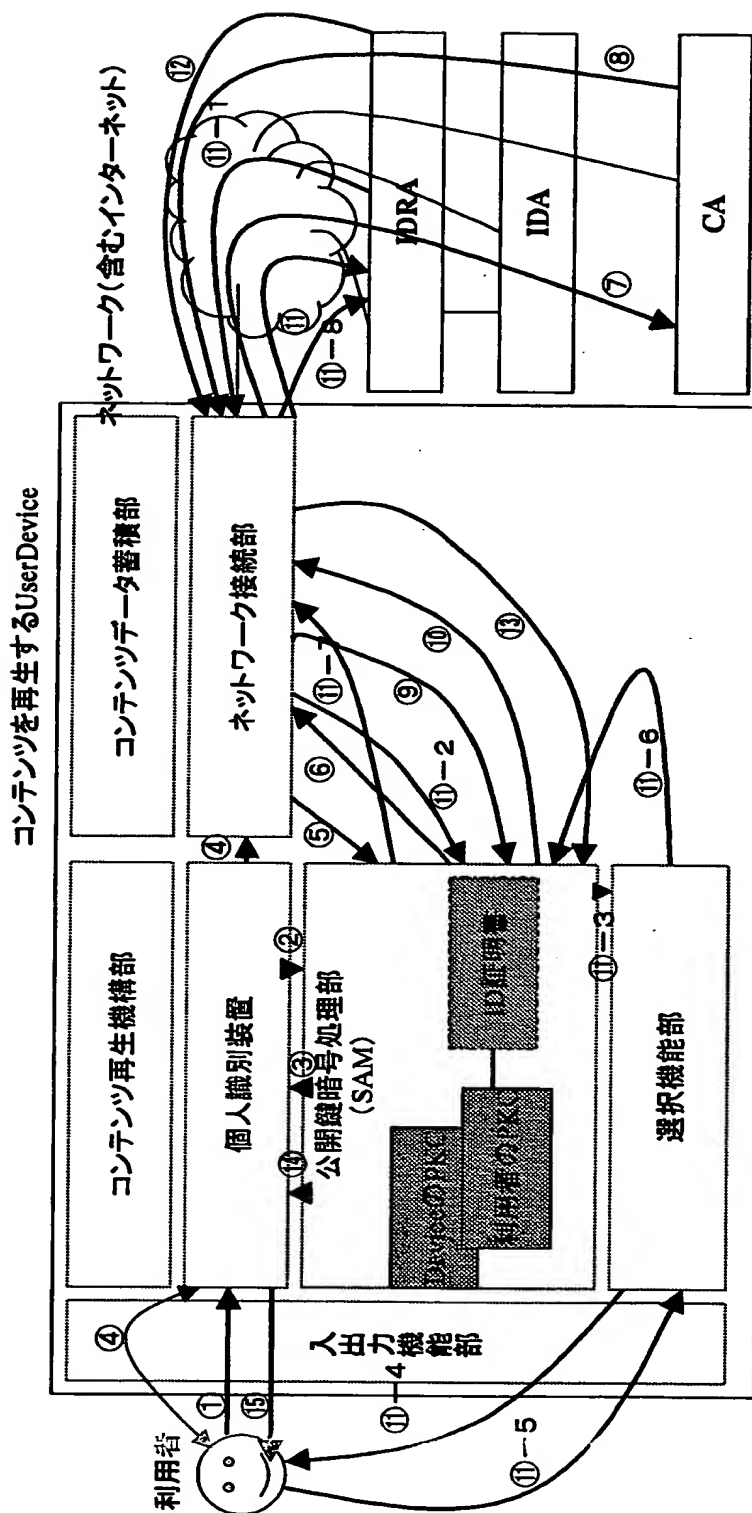 コンテンツを再生するUserDevice
ネットワーク(含むインターネット)
コンテンツ再生機構部
コンテンツデータ蓄積部
個人識別装置
ネットワーク接続部
公開鍵暗号処理部
(SAM)
DeviceのPKC
利用者のPKC
ID証明書
選択機能部
入出力機能部
利用者
IDRA
IDA
CA
①
②
③
④
④
⑤
⑥
⑦
⑧
⑨
⑩
⑪
⑪-1
⑪-2
⑪-3
⑪-4
⑪-5
⑪-6
⑪-7
⑪-8
⑫
⑬
⑭
⑮